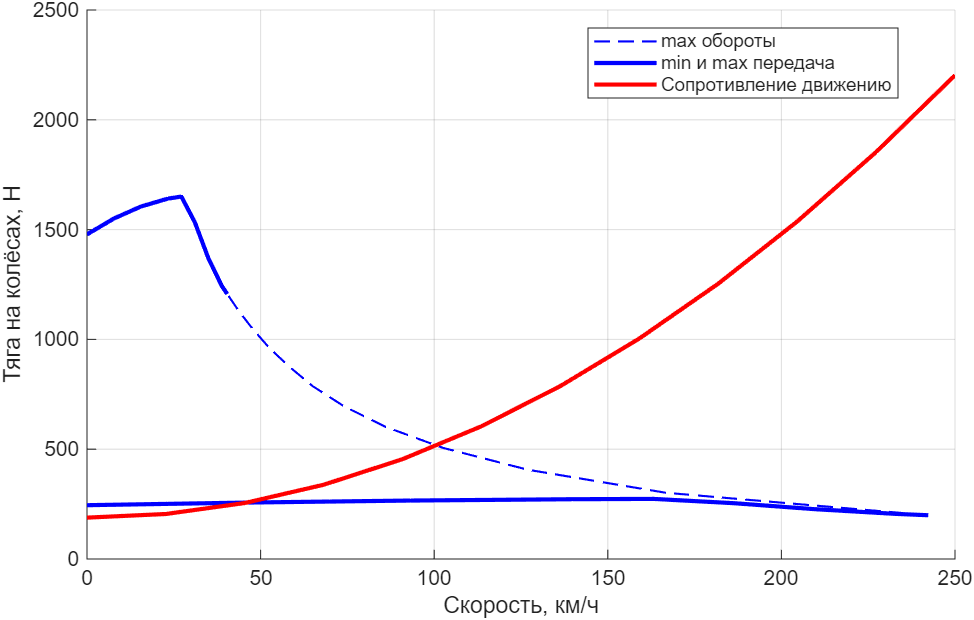 2500
2000
1500
1000
500
0
Тяга на колёсах, Н
max обороты
min и max передача
Сопротивление движению
0 50 100 150 200 250
Скорость, км/ч